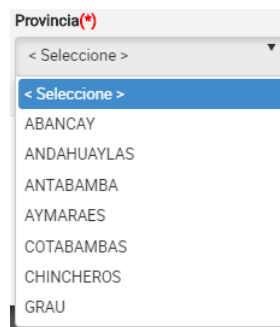 Provincia(*)
< Seleccione >
< Seleccione >
ABANCAY
ANDAHUAYLAS
ANTABAMBA
AYMARAES
COTABAMBAS
CHINCHEROS
GRAU